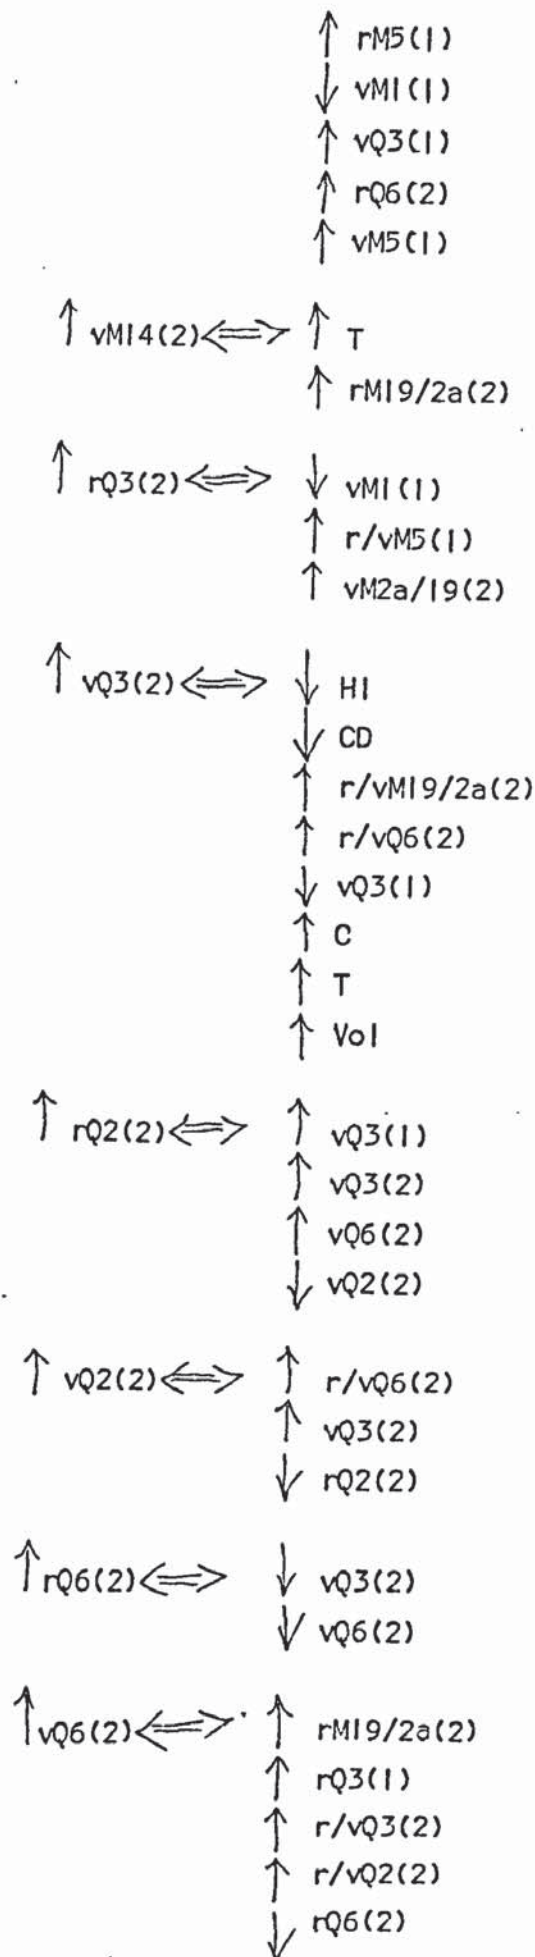 ↑ rM5(1)
↓ vM1(1)
↑ vQ3(1)
↑ rQ6(2)
↑ vM5(1)
↑ vM14(2) ⇔ ↑ T
↑ rM19/2a(2)
↑ rQ3(2) ⇔ ↓ vM1(1)
↑ r/vM5(1)
↑ vM2a/19(2)
↑ vQ3(2) ⇔ ↓ HI
↓ CD
↑ r/vM19/2a(2)
↑ r/vQ6(2)
↓ vQ3(1)
↑ C
↑ T
↑ Vol
↑ rQ2(2) ⇔ ↑ vQ3(1)
↑ vQ3(2)
↑ vQ6(2)
↓ vQ2(2)
↑ vQ2(2) ⇔ ↑ r/vQ6(2)
↑ vQ3(2)
↓ rQ2(2)
↑ rQ6(2) ⇔ ↓ vQ3(2)
↓ vQ6(2)
↑ vQ6(2) ⇔ ↑ rM19/2a(2)
↑ rQ3(1)
↑ r/vQ3(2)
↑ r/vQ2(2)
↓ rQ6(2)